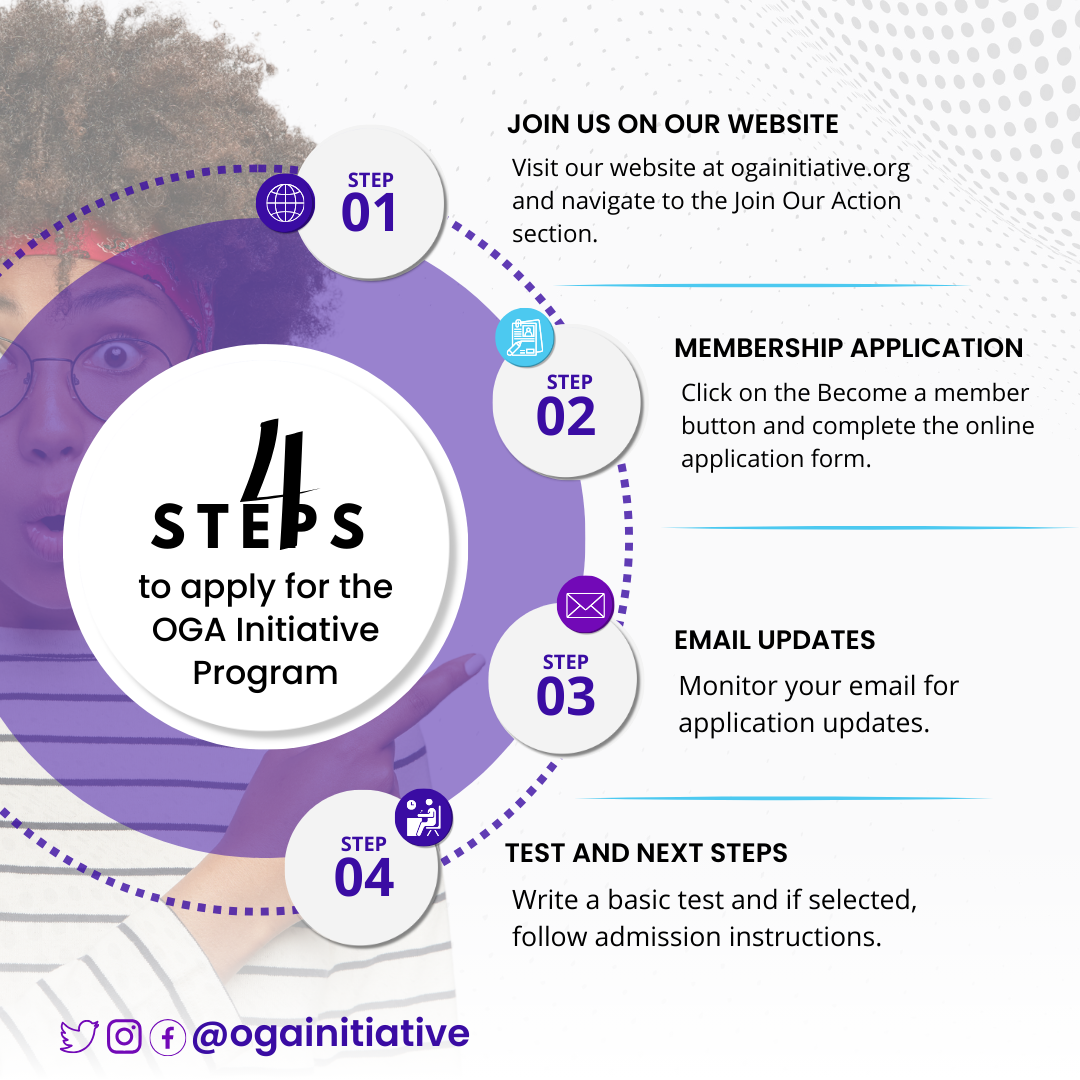 4
STEPS
to apply for the
OGA Initiative
Program
STEP
01
JOIN US ON OUR WEBSITE
Visit our website at ogainitiative.org
and navigate to the Join Our Action
section.
STEP
02
MEMBERSHIP APPLICATION
Click on the Become a member
button and complete the online
application form.
STEP
03
EMAIL UPDATES
Monitor your email for
application updates.
STEP
04
TEST AND NEXT STEPS
Write a basic test and if selected,
follow admission instructions.
@ogainitiative